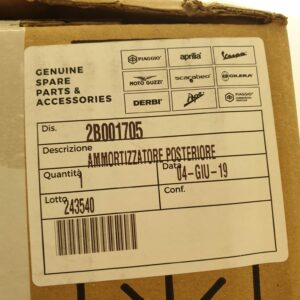 GENUINE
SPARE
PARTS &
ACCESSORIES
PIAGGIO aprilia Vespa
MOTO GUZZI scarabeo GILERA
DERBI Ape PIAGGIO
Dis. 2B001705
Descrizione
AMMORTIZZATORE POSTERIORE
Quantità 1
Data 04-GIU-19
Lotto 243540
Conf.